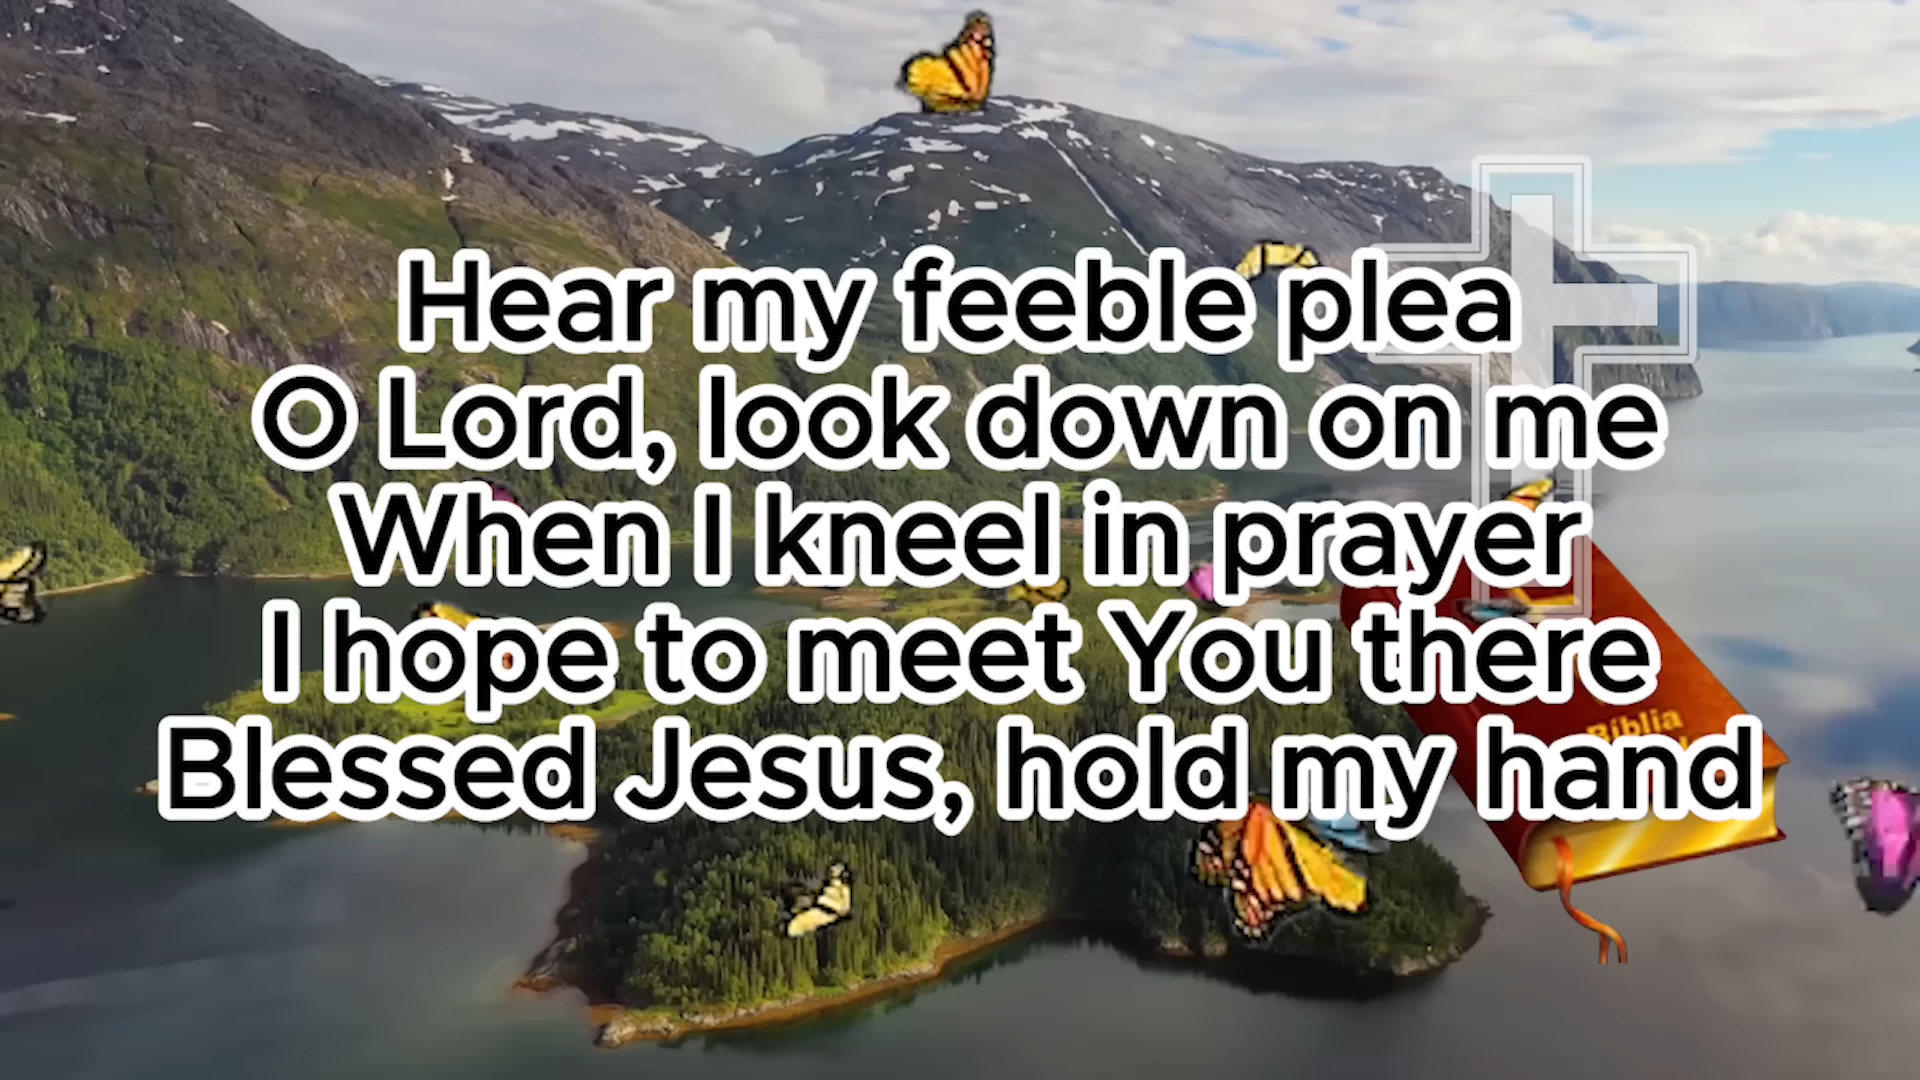 Hear my feeble plea
O Lord, look down on me
When I kneel in prayer
I hope to meet You there
Blessed Jesus, hold my hand
Bíblia